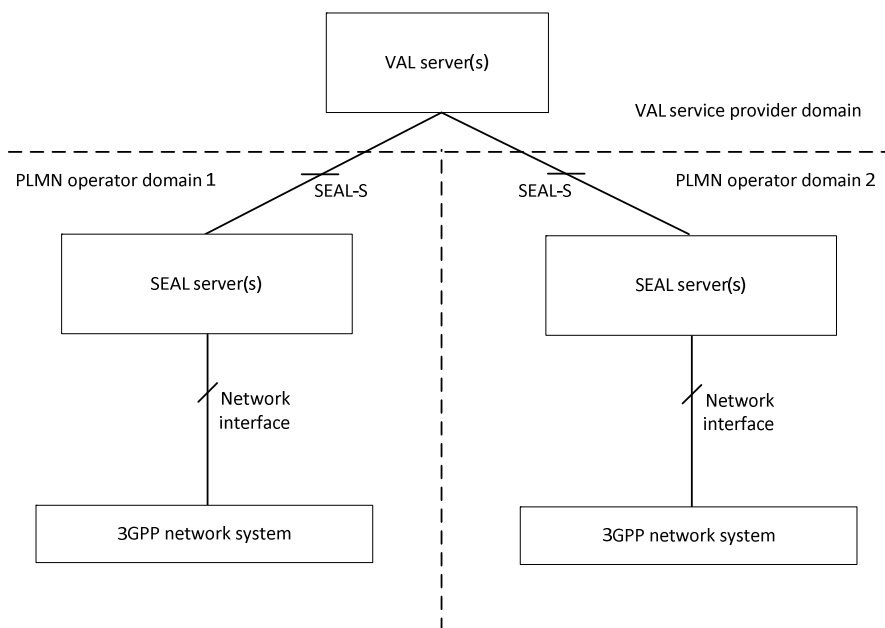 VAL server(s)
VAL service provider domain
PLMN operator domain 1
PLMN operator domain 2
SEAL-S
SEAL-S
SEAL server(s)
SEAL server(s)
Network
interface
Network
interface
3GPP network system
3GPP network system